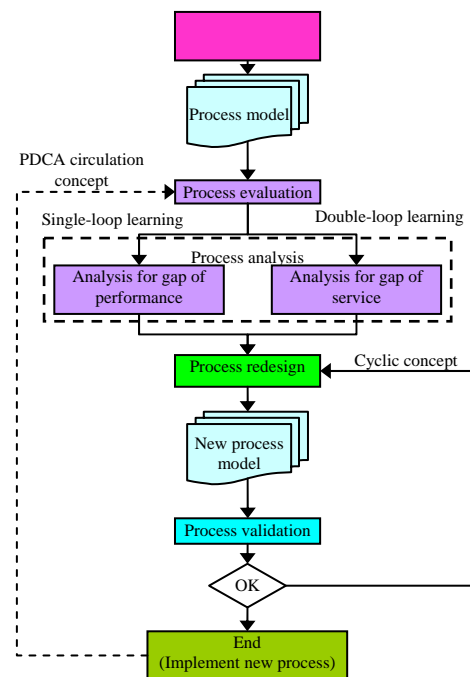 Process model
PDCA circulation
concept
Process evaluation
Single-loop learning
Double-loop learning
Process analysis
Analysis for gap of
performance
Analysis for gap of
service
Process redesign
Cyclic concept
New process
model
Process validation
OK
End
(Implement new process)